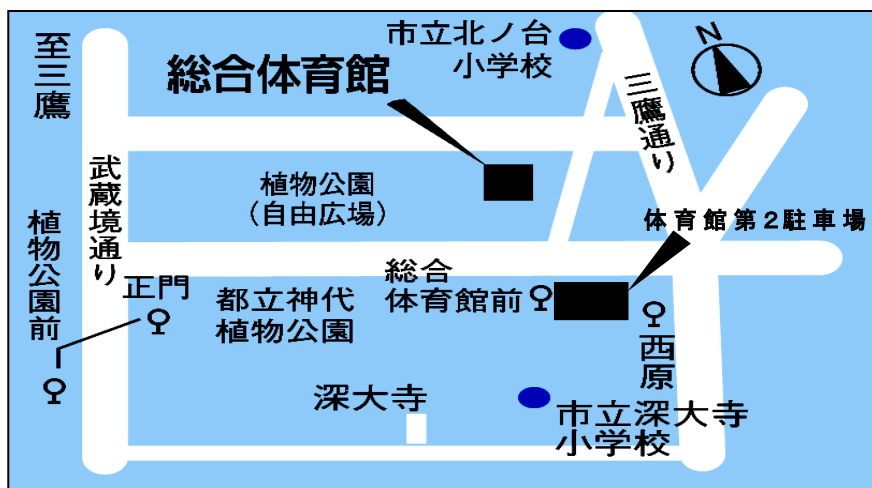 至三鷹
市立北ノ台
小学校
N
総合体育館
三鷹通り
武蔵境通り
植物公園
（自由広場）
体育館第2駐車場
植物公園前
正門
都立神代
植物公園
総合
体育館前
西原
深大寺
市立深大寺
小学校